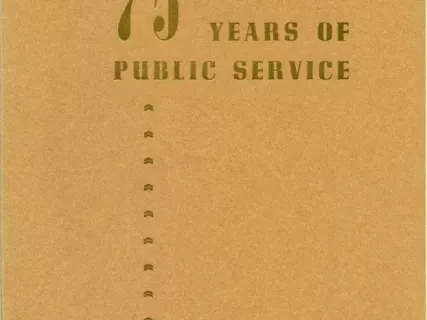 75 YEARS OF
PUBLIC SERVICE